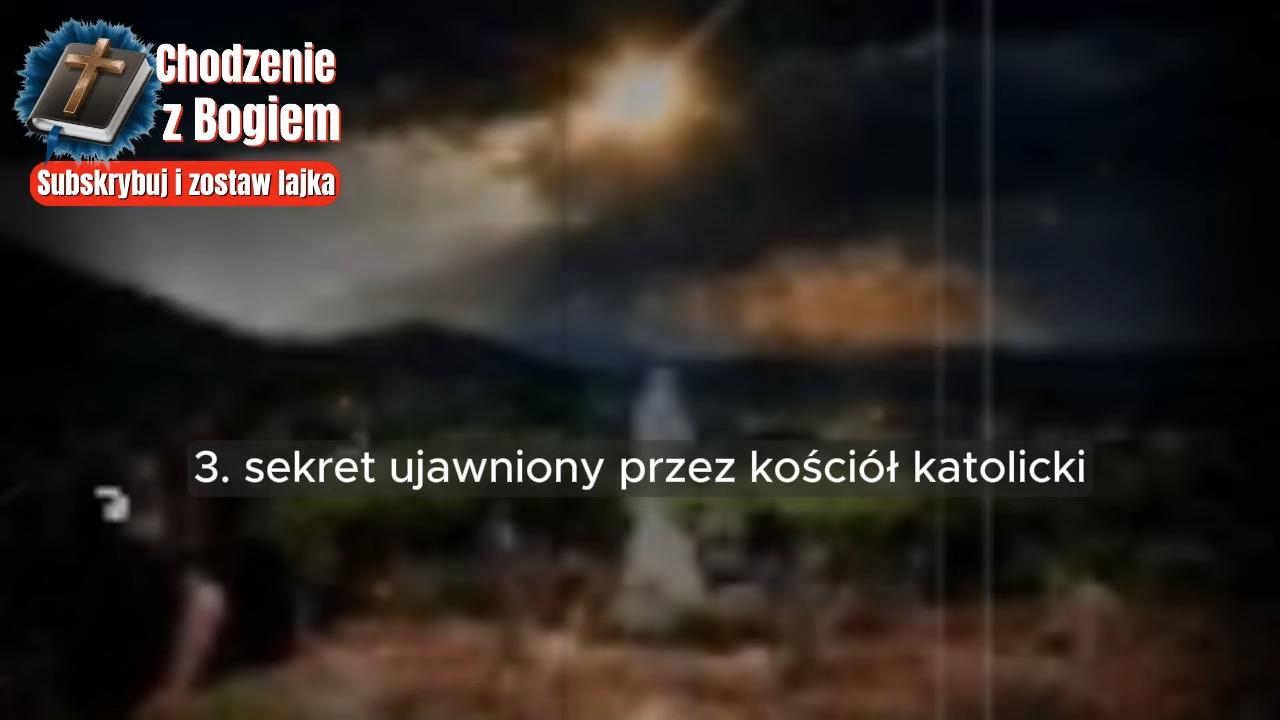 Chodzenie
z Bogiem
Subskrybuj i zostaw lajka
3. sekret ujawniony przez kościół katolicki